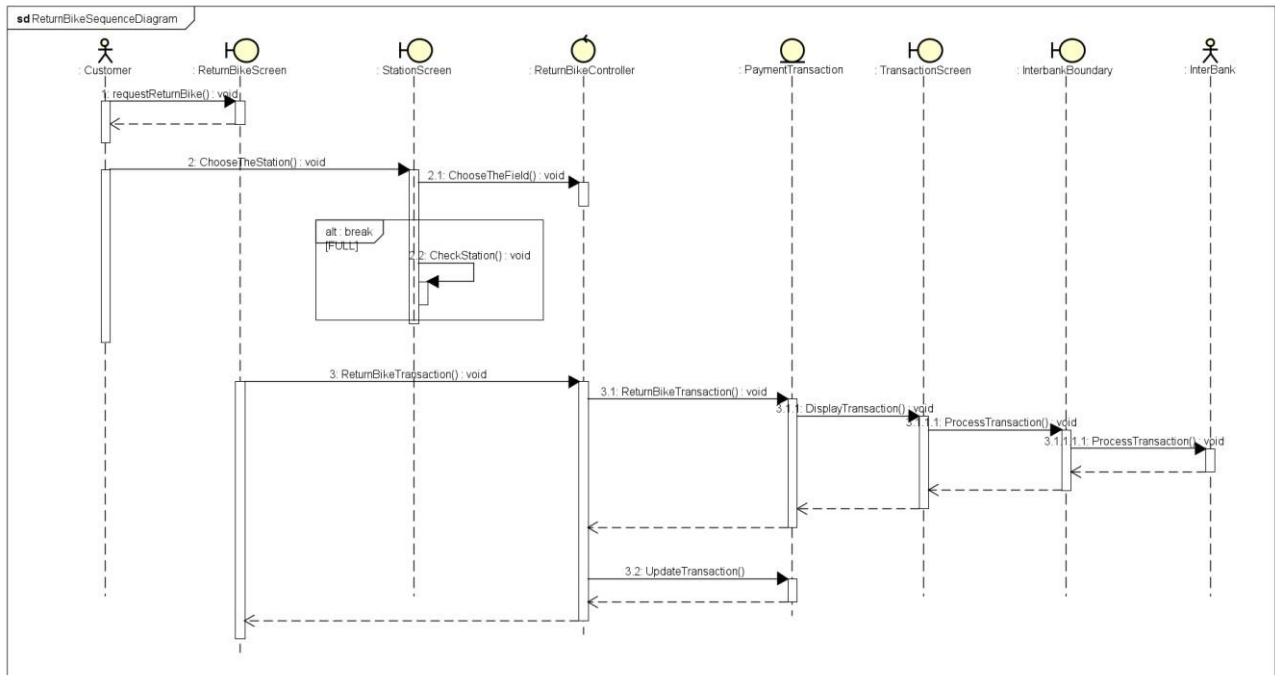 sd ReturnBikeSequenceDiagram
: Customer
: ReturnBikeScreen
: StationScreen
: ReturnBikeController
: PaymentTransaction
: TransactionScreen
: InterbankBoundary
: InterBank
1: requestReturnBike() : void
2: ChooseTheStation() : void
2.1: ChooseTheField() : void
alt : break
[FULL]
2.2: CheckStation() : void
3: ReturnBikeTransaction() : void
3.1: ReturnBikeTransaction() : void
3.1.1: DisplayTransaction() : void
3.1.1.1: ProcessTransaction() : void
3.1.1.1.1: ProcessTransaction() : void
3.2: UpdateTransaction()